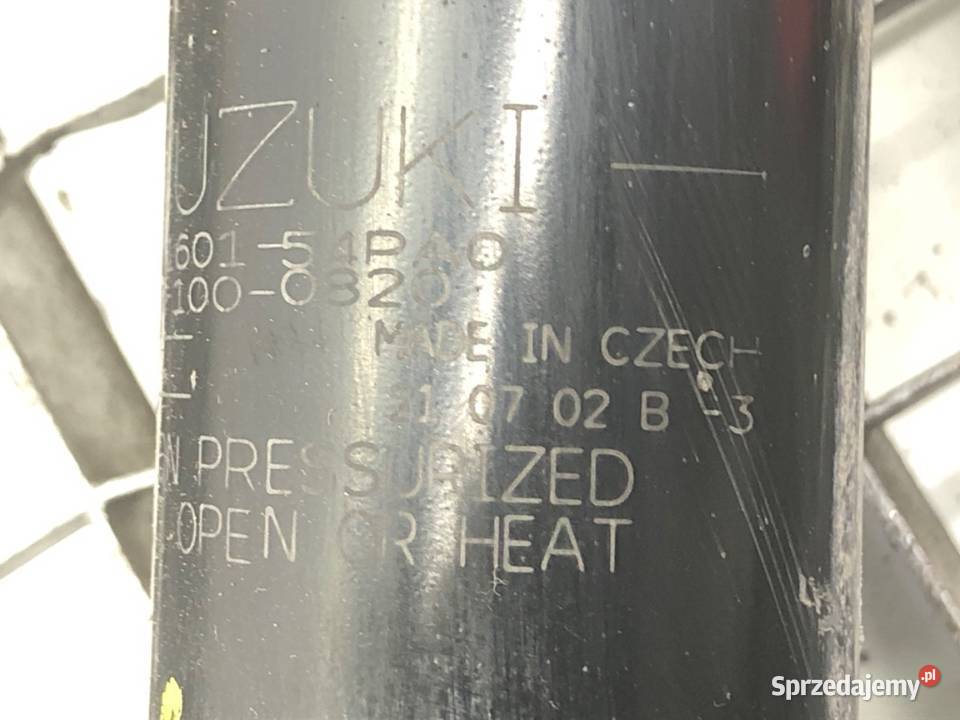 UZUKI
601-54P40
100-0820
MADE IN CZECH
21 07 02 B -3
N PRESSURIZED
OPEN OR HEAT
Sprzedajemy.pl